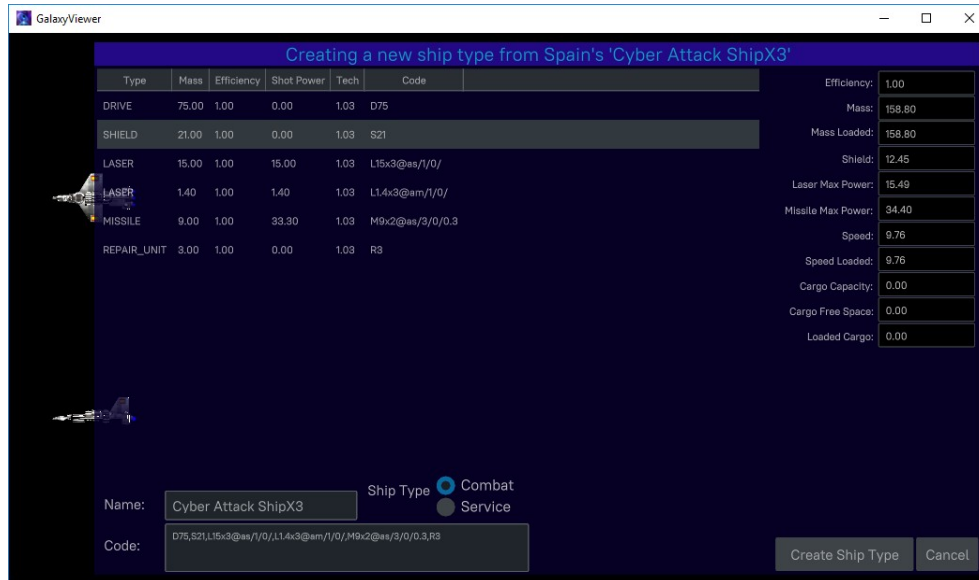 GalaxyViewer
Creating a new ship type from Spain's 'Cyber Attack ShipX3'
Type Mass Efficiency Shot Power Tech Code
DRIVE 75.00 1.00 0.00 1.03 D75
SHIELD 21.00 1.00 0.00 1.03 S21
LASER 15.00 1.00 15.00 1.03 L15x3@as/1/0/
LASER 1.40 1.00 1.40 1.03 L1.4x3@am/1/0/
MISSILE 9.00 1.00 33.30 1.03 M9x2@as/3/0/0.3
REPAIR_UNIT 3.00 1.00 0.00 1.03 R3
Efficiency: 1.00
Mass: 158.80
Mass Loaded: 158.80
Shield: 12.45
Laser Max Power: 15.49
Missile Max Power: 34.40
Speed: 9.76
Speed Loaded: 9.76
Cargo Capacity: 0.00
Cargo Free Space: 0.00
Loaded Cargo: 0.00
Name: Cyber Attack ShipX3
Ship Type Combat
Service
Code: D75,S21,L15x3@as/1/0/,L1.4x3@am/1/0/,M9x2@as/3/0/0.3,R3
Create Ship Type Cancel